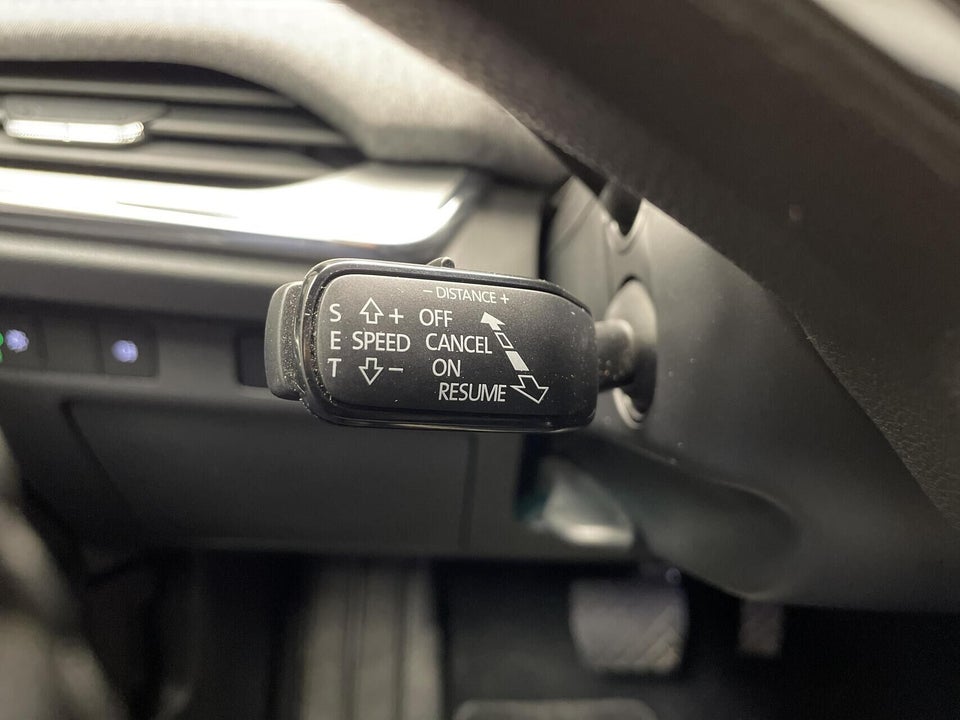 - DISTANCE +
S + OFF
E SPEED CANCEL
T - ON
RESUME